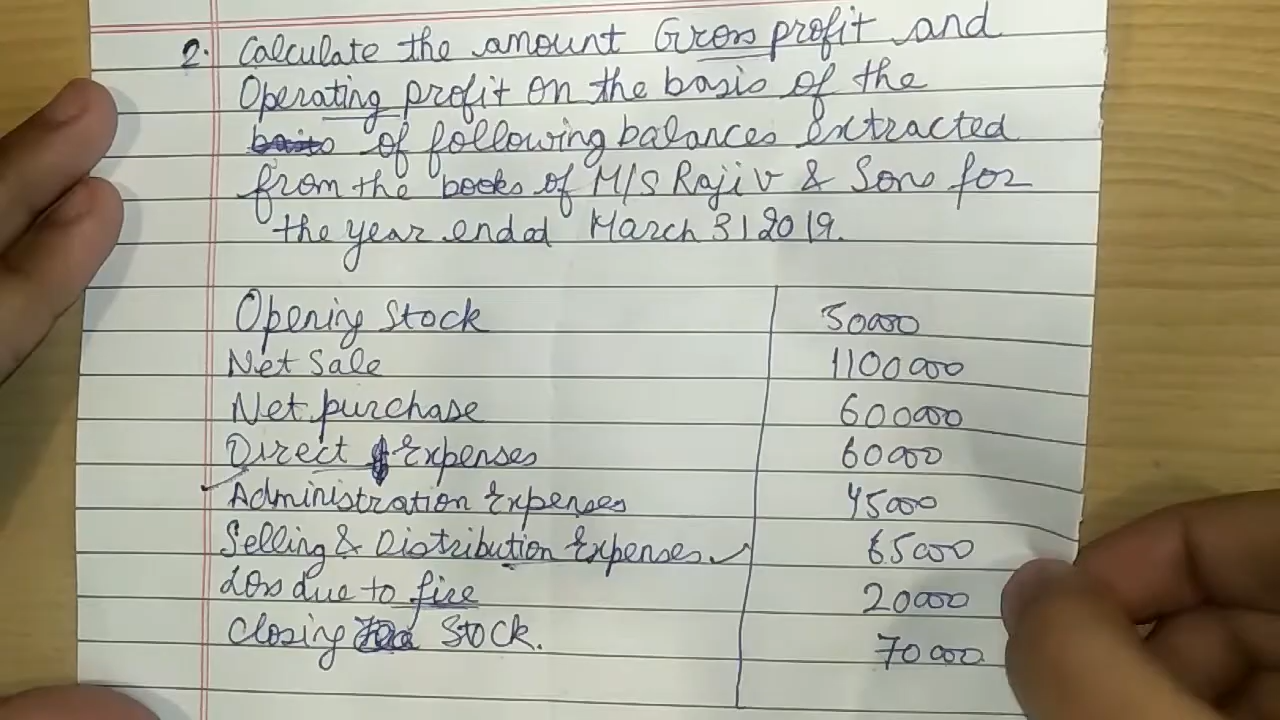 2. Calculate the amount Gross profit and
Operating profit on the basis of the
of following balances Extracted
from the books of M/S Rajiv & Sons for
the year ended March 31 2019.
Opening Stock 50000
Net Sale 1100000
Net purchase 600000
Direct Expenses 60000
Administration Expenses 45000
Selling & Distribution Expenses 65000
Loss due to fire 20000
Closing Stock. 70000